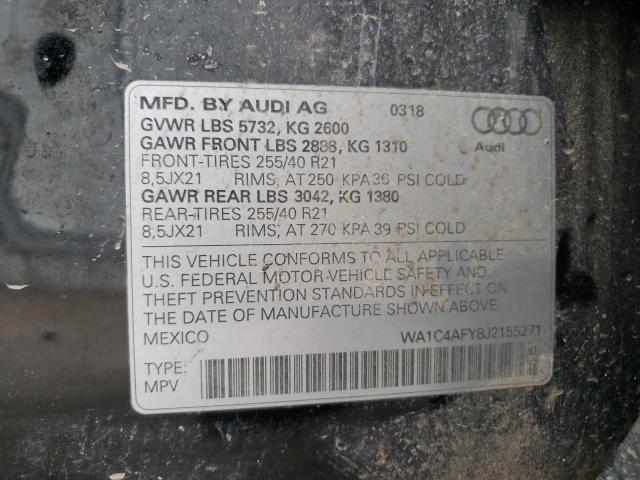 MFD. BY AUDI AG 0318
GVWR LBS 5732, KG 2600
GAWR FRONT LBS 2888, KG 1310
FRONT-TIRES 255/40 R21
8,5JX21 RIMS, AT 250 KPA 36 PSI COLD
GAWR REAR LBS 3042, KG 1380
REAR-TIRES 255/40 R21
8,5JX21 RIMS, AT 270 KPA 39 PSI COLD
Audi
THIS VEHICLE CONFORMS TO ALL APPLICABLE
U.S. FEDERAL MOTOR VEHICLE SAFETY AND
THEFT PREVENTION STANDARDS IN EFFECT ON
THE DATE OF MANUFACTURE SHOWN ABOVE.
MEXICO WA1C4AFY8J2155271
TYPE:
MPV